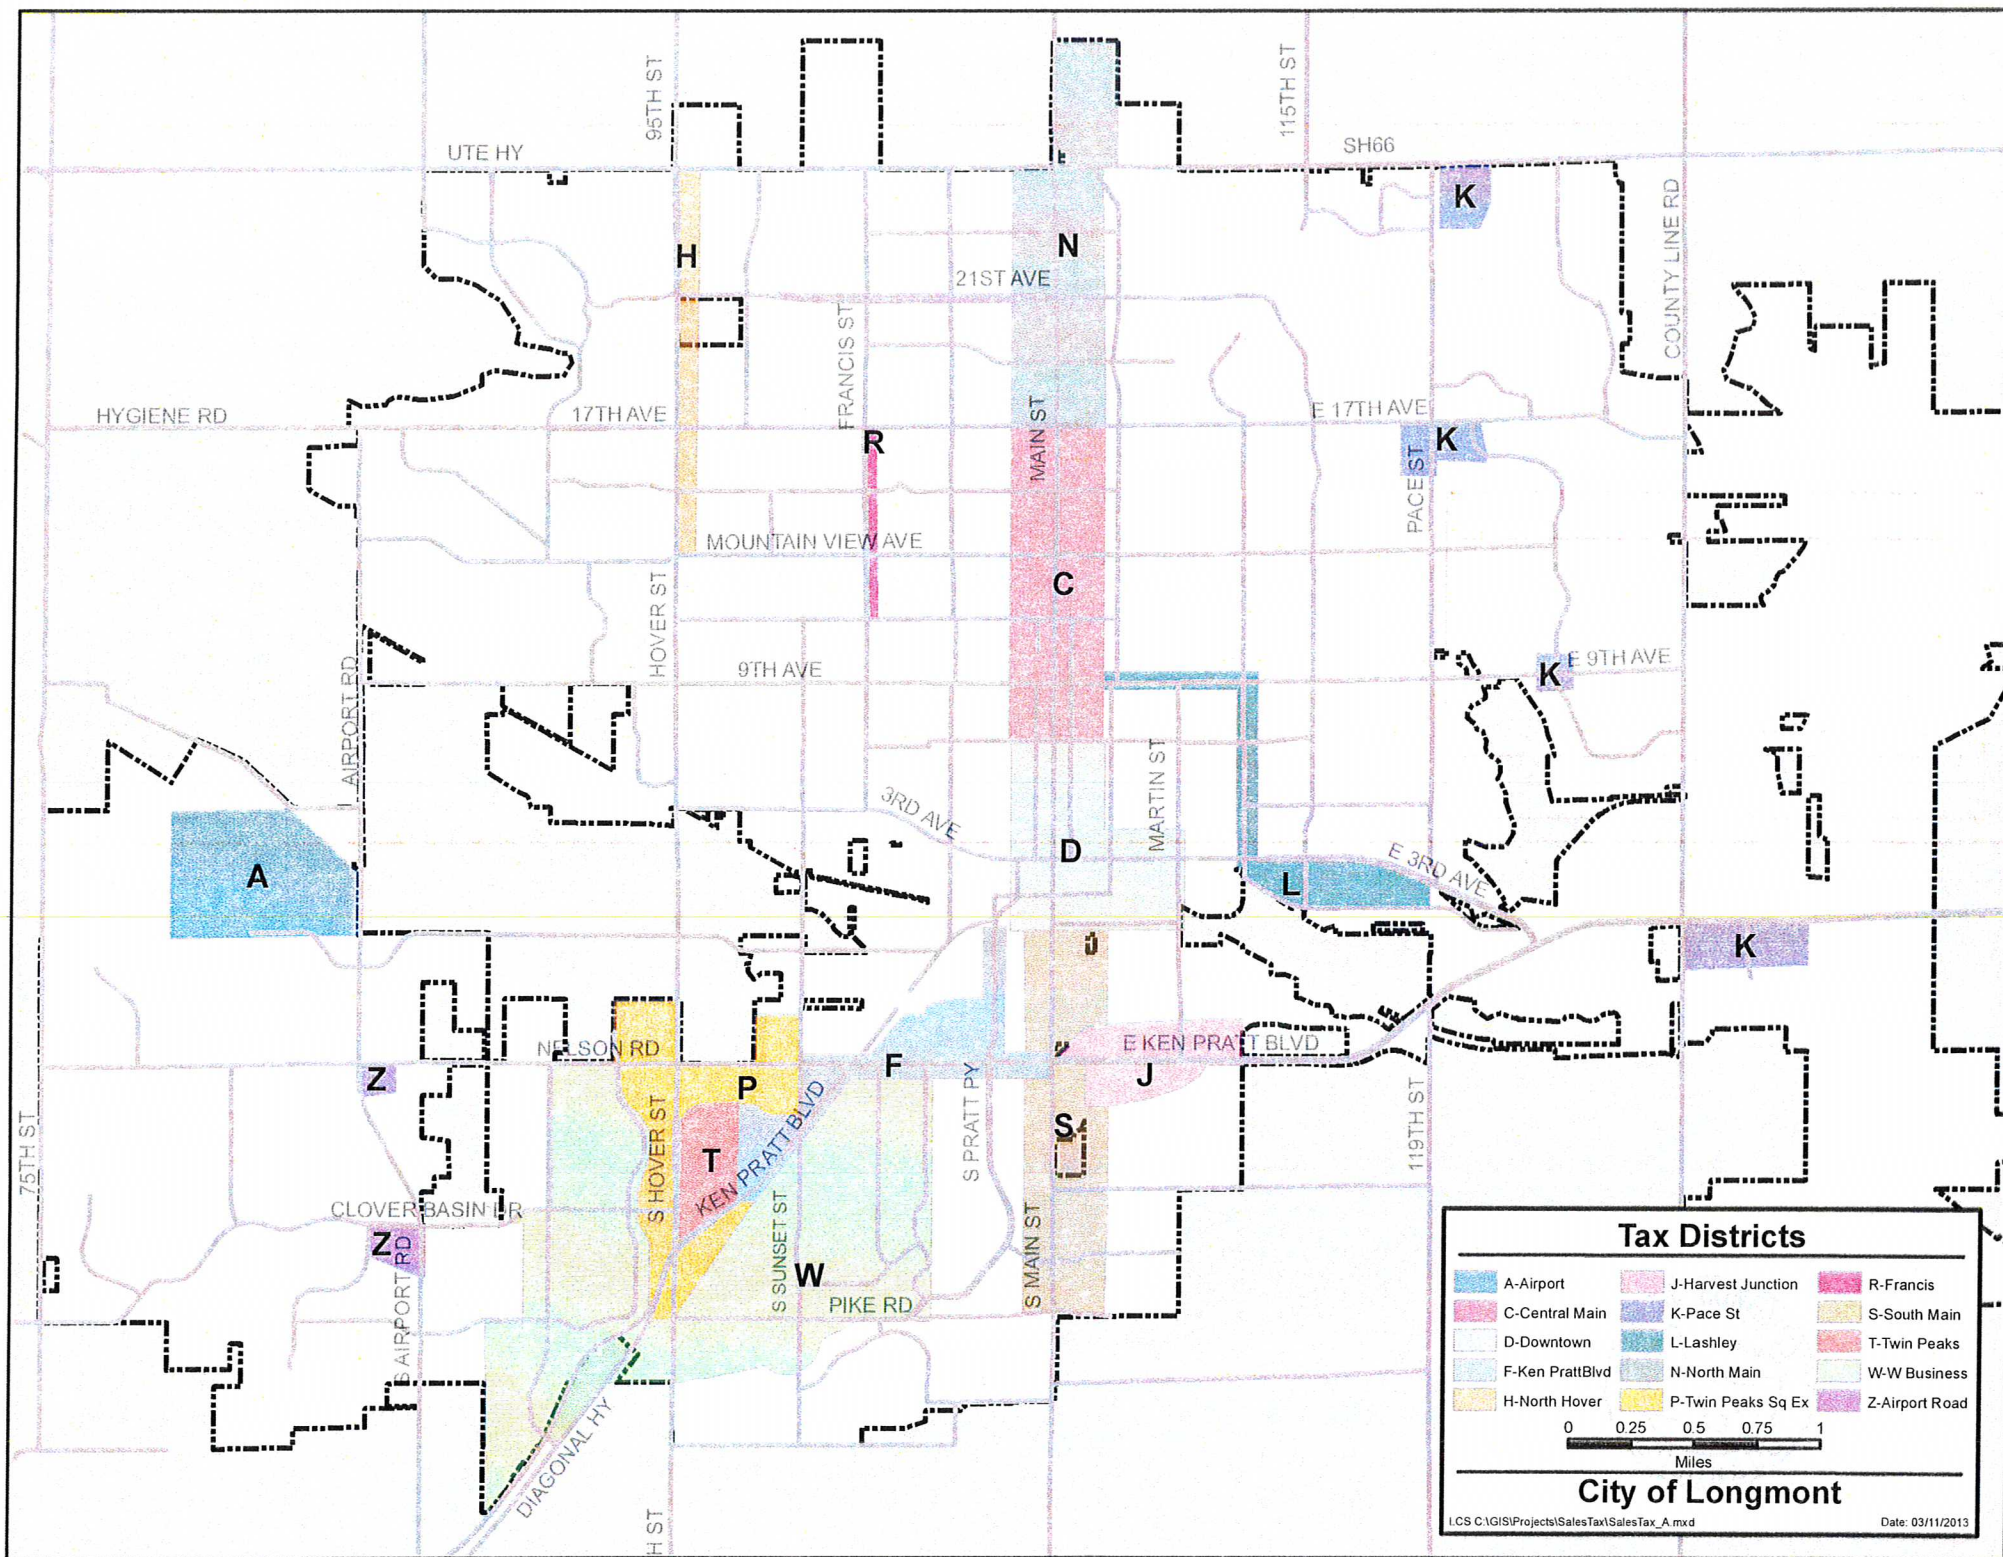 95TH ST
115TH ST
UTE HY
SH66
K
COUNTY LINE RD
H
N
21ST AVE
FRANCIS ST
HYGIENE RD
17TH AVE
MAIN ST
E 17TH AVE
R
K
PACE ST
MOUNTAIN VIEW AVE
C
HOVER ST
9TH AVE
E 9TH AVE
K
AIRPORT RD
MARTIN ST
3RD AVE
D
E 3RD AVE
A
L
K
NELSON RD
E KEN PRATT BLVD
F
J
Z
P
75TH ST
S HOVER ST
KEN PRATT BLVD
S PRATT PY
S
119TH ST
T
CLOVER BASIN DR
Z
S AIRPORT RD
S SUNSET ST
W
S MAIN ST
PIKE RD
DIAGONAL HY
H ST
Tax Districts
A-Airport
J-Harvest Junction
R-Francis
C-Central Main
K-Pace St
S-South Main
D-Downtown
L-Lashley
T-Twin Peaks
F-Ken PrattBlvd
N-North Main
W-W Business
H-North Hover
P-Twin Peaks Sq Ex
Z-Airport Road
0 0.25 0.5 0.75 1
Miles
City of Longmont
LCS C:\GIS\Projects\SalesTax\SalesTax_A.mxd
Date: 03/11/2013